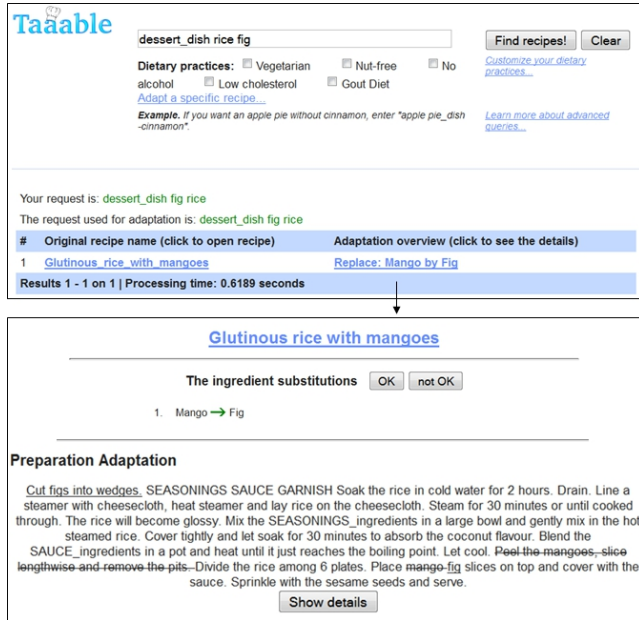 Taaable
dessert_dish rice fig
Find recipes! Clear
Dietary practices: Vegetarian Nut-free No
alcohol Low cholesterol Gout Diet
Customize your dietary
practices...
Adapt a specific recipe...
Example. If you want an apple pie without cinnamon, enter "apple pie_dish
-cinnamon".
Learn more about advanced
queries...
Your request is: dessert_dish fig rice
The request used for adaptation is: dessert_dish fig rice
# Original recipe name (click to open recipe) Adaptation overview (click to see the details)
1 Glutinous_rice_with_mangoes Replace: Mango by Fig
Results 1 - 1 on 1 | Processing time: 0.6189 seconds
Glutinous rice with mangoes
The ingredient substitutions OK not OK
1. Mango → Fig
Preparation Adaptation
Cut figs into wedges. SEASONINGS SAUCE GARNISH Soak the rice in cold water for 2 hours. Drain. Line a
steamer with cheesecloth, heat steamer and lay rice on the cheesecloth. Steam for 30 minutes or until cooked
through. The rice will become glossy. Mix the SEASONINGS_ingredients in a large bowl and gently mix in the hot
steamed rice. Cover tightly and let soak for 30 minutes to absorb the coconut flavour. Blend the
SAUCE_ingredients in a pot and heat until it just reaches the boiling point. Let cool. Peel the mangoes, slice
lengthwise and remove the pits. Divide the rice among 6 plates. Place mango fig slices on top and cover with the
sauce. Sprinkle with the sesame seeds and serve.
Show details